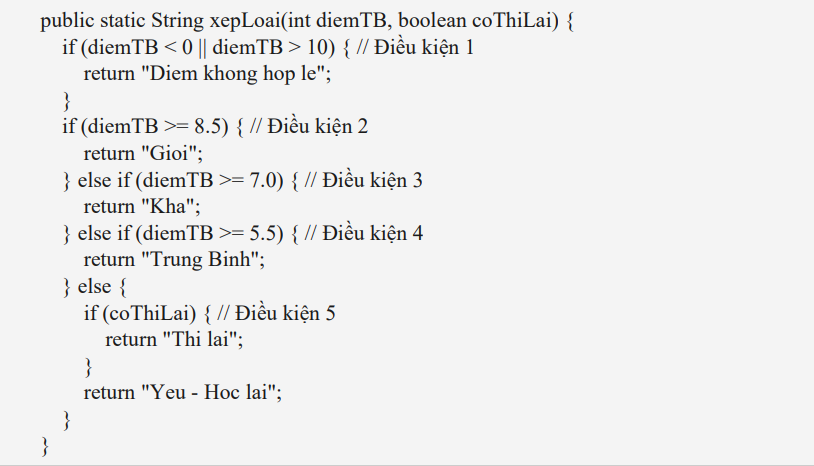 public static String xepLoai(int diemTB, boolean coThiLai) {
if (diemTB < 0 || diemTB > 10) { // Điều kiện 1
return "Diem khong hop le";
}
if (diemTB >= 8.5) { // Điều kiện 2
return "Gioi";
} else if (diemTB >= 7.0) { // Điều kiện 3
return "Kha";
} else if (diemTB >= 5.5) { // Điều kiện 4
return "Trung Binh";
} else {
if (coThiLai) { // Điều kiện 5
return "Thi lai";
}
return "Yeu - Hoc lai";
}
}